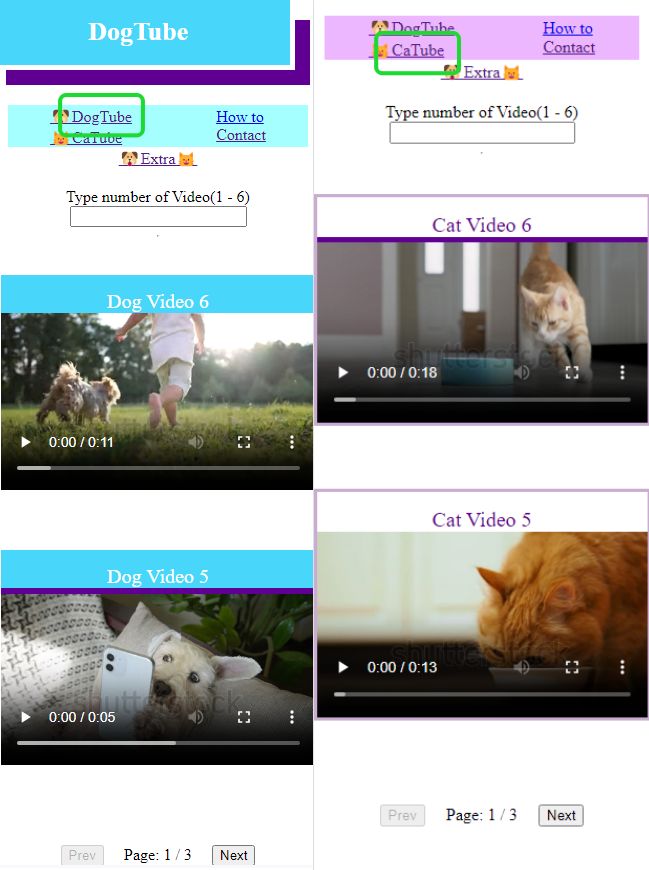 DogTube
🐶 DogTube
🐱 CaTube
How to
Contact
🐶 Extra 🐱
Type number of Video(1 - 6)
Dog Video 6
0:00 / 0:11
Dog Video 5
shutterstock
0:00 / 0:05
Prev Page: 1 / 3 Next
🐶 DogTube
🐱 CaTube
How to
Contact
🐶 Extra 🐱
Type number of Video(1 - 6)
Cat Video 6
shutterstock
0:00 / 0:18
Cat Video 5
shutterstock
0:00 / 0:13
Prev Page: 1 / 3 Next